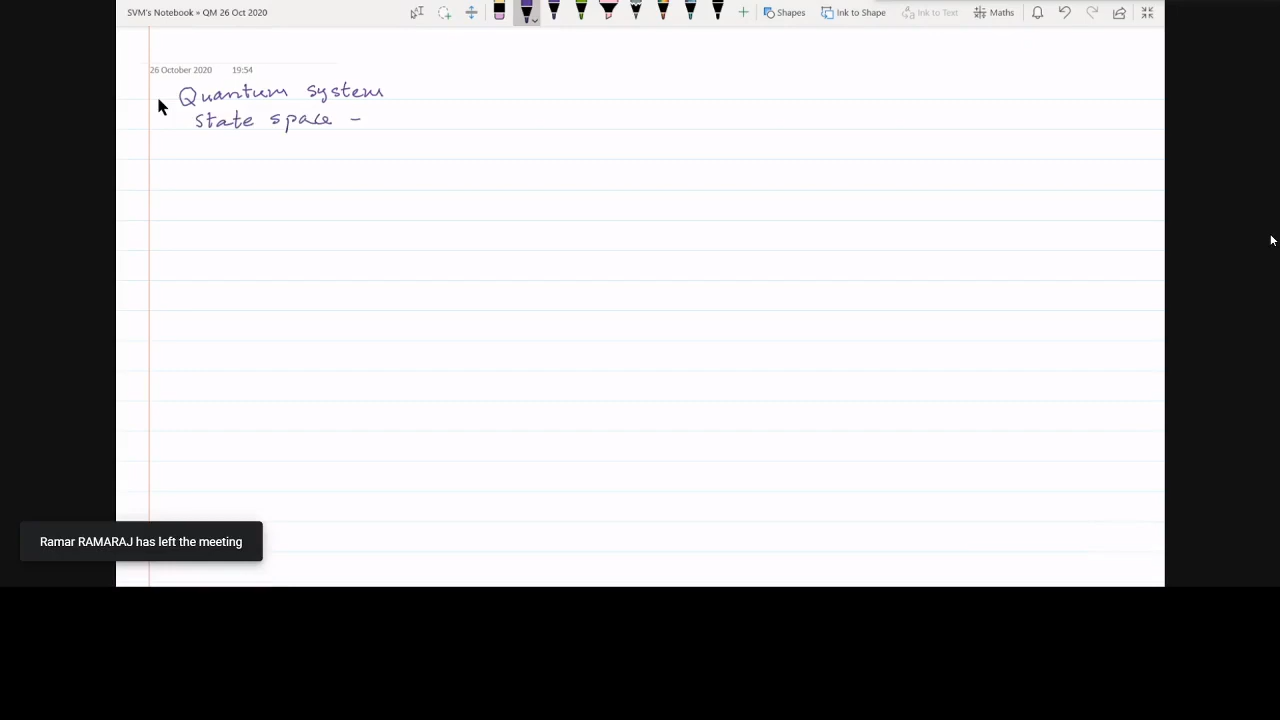 SVM's Notebook » QM 26 Oct 2020
Shapes
Ink to Shape
Ink to Text
Maths
26 October 2020 19:54
Quantum system
state space -
Ramar RAMARAJ has left the meeting